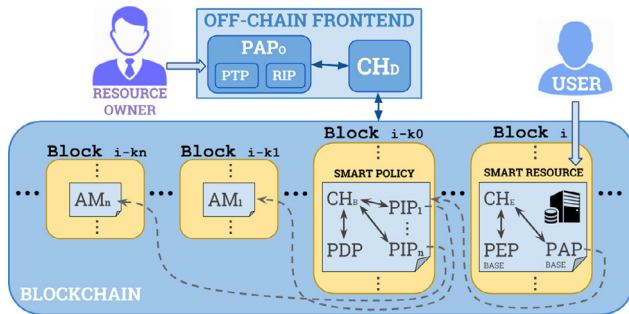 OFF-CHAIN FRONTEND
PAPO
PTP
RIP
CHD
RESOURCE
OWNER
USER
Block i-kn
Block i-k1
Block i-k0
Block i
AMn
AM1
SMART POLICY
CHB
PIP1
PDP
PIPn
SMART RESOURCE
CHE
PEP
BASE
PAP
BASE
BLOCKCHAIN